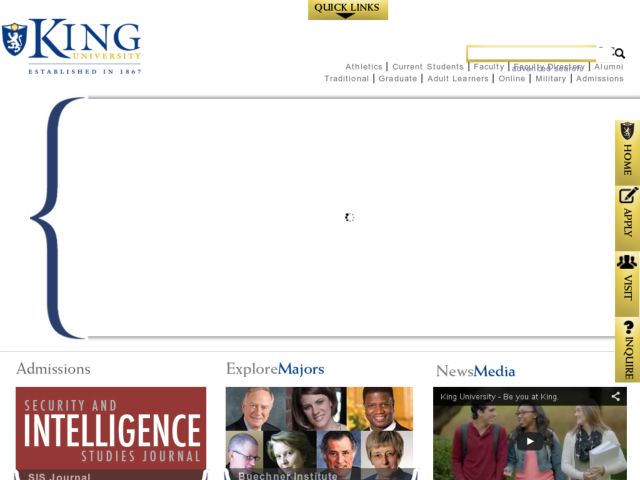 QUICK LINKS
KING
UNIVERSITY
ESTABLISHED IN 1867
advanced search
Athletics | Current Students | Faculty | Faculty Directory | Alumni
Traditional | Graduate | Adult Learners | Online | Military | Admissions
HOME
APPLY
VISIT
INQUIRE
Admissions
ExploreMajors
NewsMedia
SECURITY AND
INTELLIGENCE
STUDIES JOURNAL
SIS Journal
Buechner Institute
King University - Be you at King.